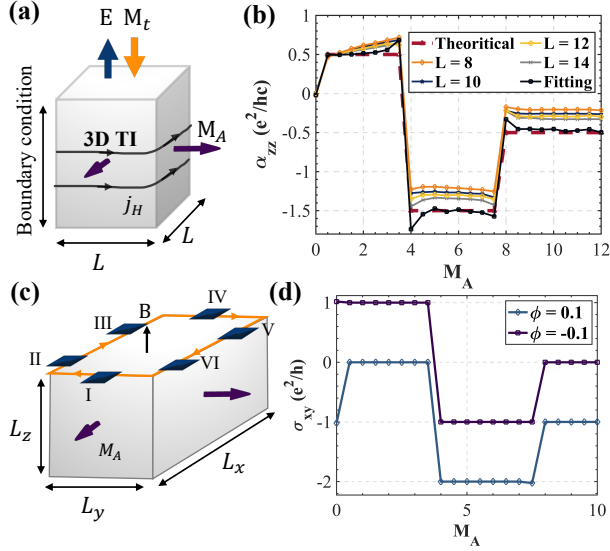 (a)
E M_t
Boundary condition
3D TI
M_A
j_H
L
L
(b)
α_zz (e²/hc)
1
0.5
0
-0.5
-1
-1.5
Theoritical
L = 8
L = 10
L = 12
L = 14
Fitting
0 2 4 6 8 10 12
M_A
(c)
B
IV
III
V
II
VI
I
L_z
M_A
L_x
L_y
(d)
σ_xy (e²/h)
1
0
-1
-2
ϕ = 0.1
ϕ = -0.1
0 5 10
M_A